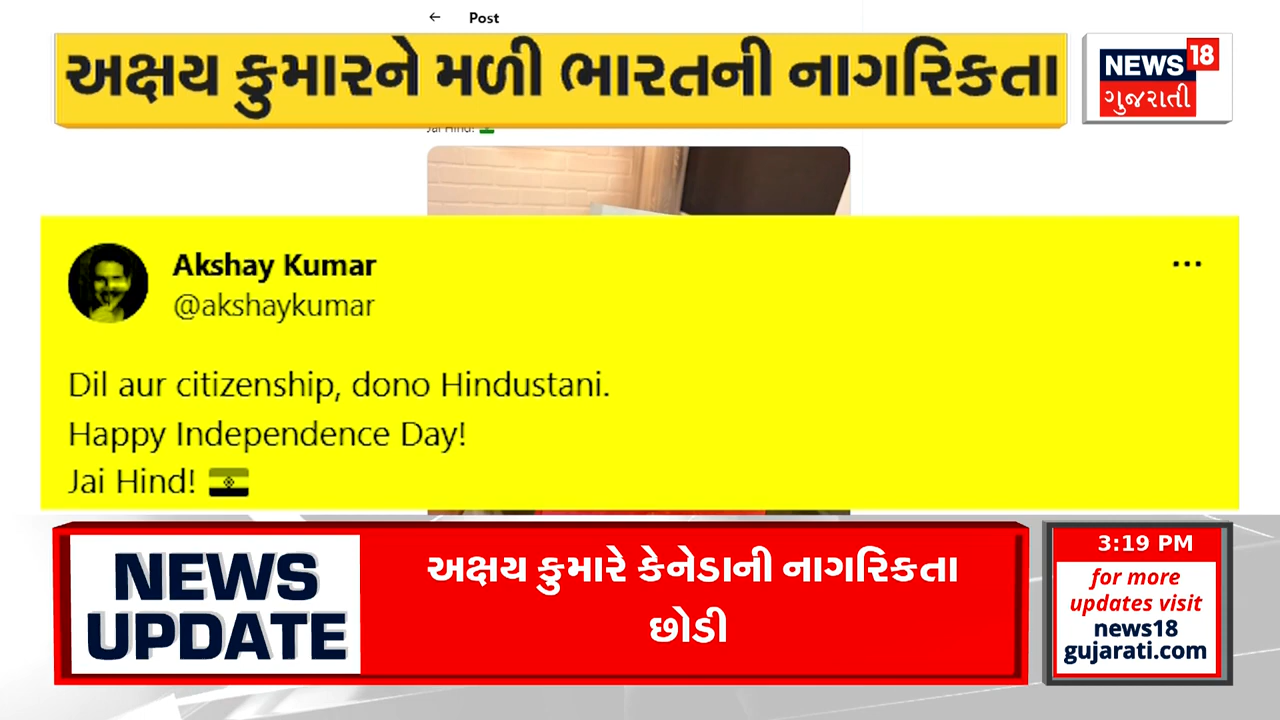 Post
અક્ષય કુમારને મળી ભારતની નાગરિકતા
NEWS 18
ગુજરાતી
Jai Hind!
Akshay Kumar
@akshaykumar
Dil aur citizenship, dono Hindustani.
Happy Independence Day!
Jai Hind!
NEWS
UPDATE
અક્ષય કુમારે કેનેડાની નાગરિકતા
છોડી
3:19 PM
for more
updates visit
news18
gujarati.com